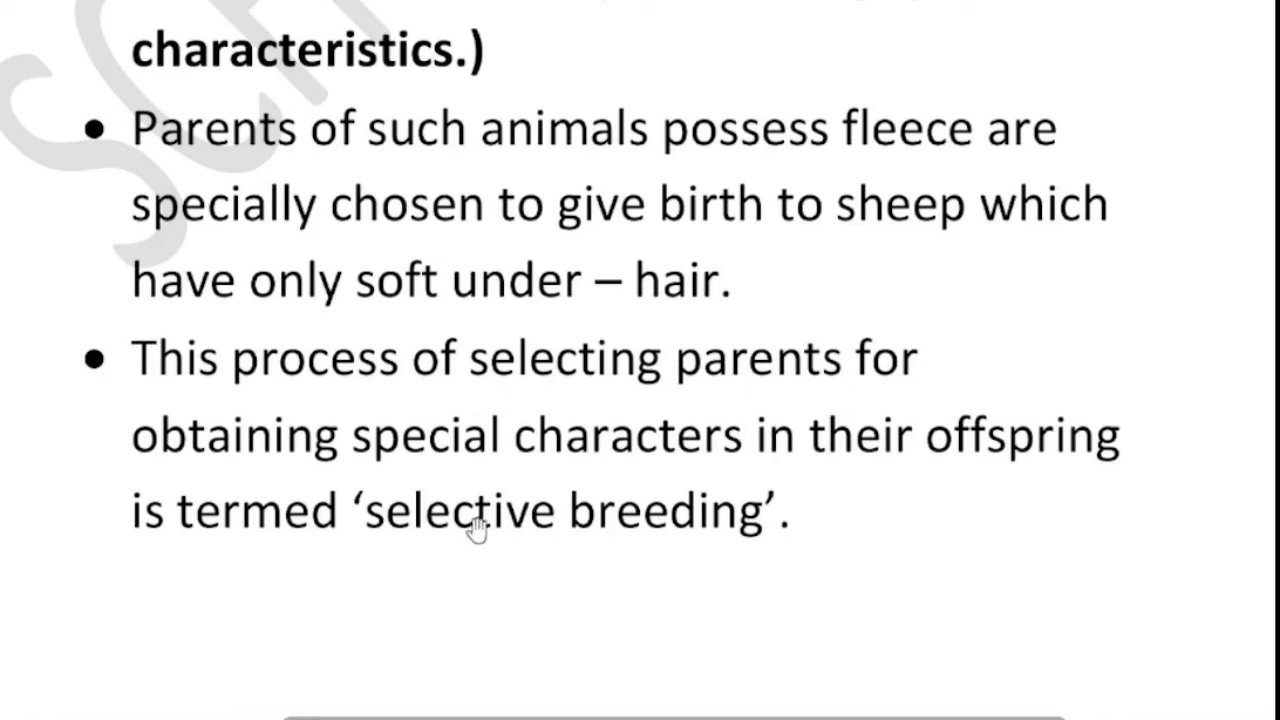 characteristics.)
• Parents of such animals possess fleece are
specially chosen to give birth to sheep which
have only soft under – hair.
• This process of selecting parents for
obtaining special characters in their offspring
is termed ‘selective breeding’.